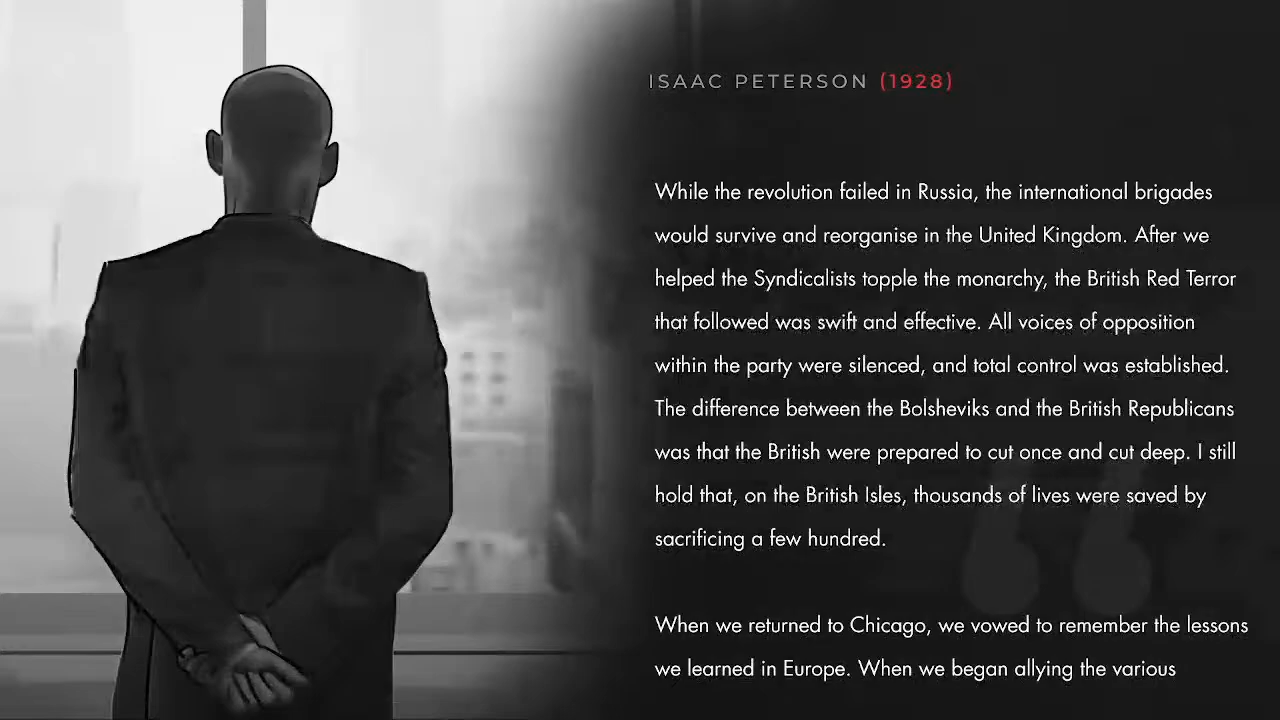 ISAAC PETERSON (1928)
While the revolution failed in Russia, the international brigades
would survive and reorganise in the United Kingdom. After we
helped the Syndicalists topple the monarchy, the British Red Terror
that followed was swift and effective. All voices of opposition
within the party were silenced, and total control was established.
The difference between the Bolsheviks and the British Republicans
was that the British were prepared to cut once and cut deep. I still
hold that, on the British Isles, thousands of lives were saved by
sacrificing a few hundred.
When we returned to Chicago, we vowed to remember the lessons
we learned in Europe. When we began allying the various